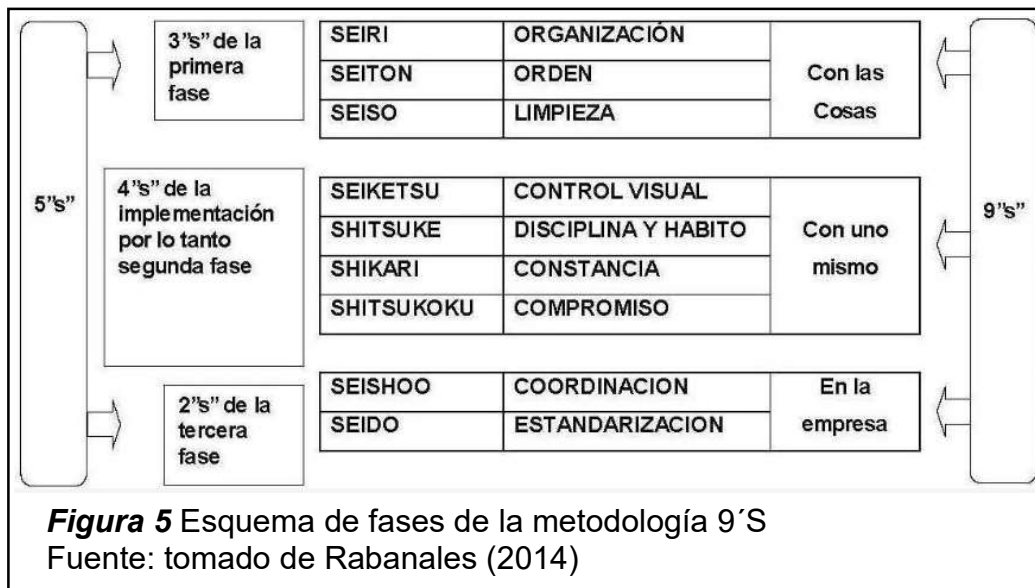 5”s”
3”s” de la
primera
fase
SEIRI ORGANIZACIÓN
SEITON ORDEN
SEISO LIMPIEZA
Con las
Cosas
4”s” de la
implementación
por lo tanto
segunda fase
SEIKETSU CONTROL VISUAL
SHITSUKE DISCIPLINA Y HABITO
SHIKARI CONSTANCIA
SHITSUKOKU COMPROMISO
Con uno
mismo
2”s” de la
tercera
fase
SEISHOO COORDINACION
SEIDO ESTANDARIZACION
En la
empresa
9”s”
Figura 5 Esquema de fases de la metodología 9´S
Fuente: tomado de Rabanales (2014)